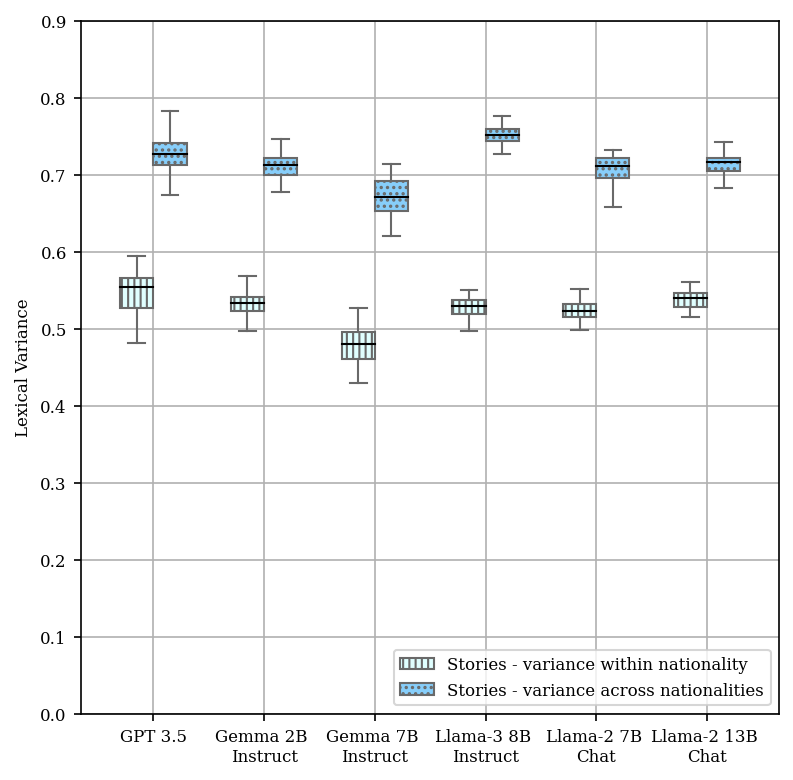 0.9
0.8
0.7
0.6
0.5
0.4
0.3
0.2
0.1
0.0
Lexical Variance
Stories - variance within nationality
Stories - variance across nationalities
GPT 3.5
Gemma 2B
Instruct
Gemma 7B
Instruct
Llama-3 8B
Instruct
Llama-2 7B
Chat
Llama-2 13B
Chat